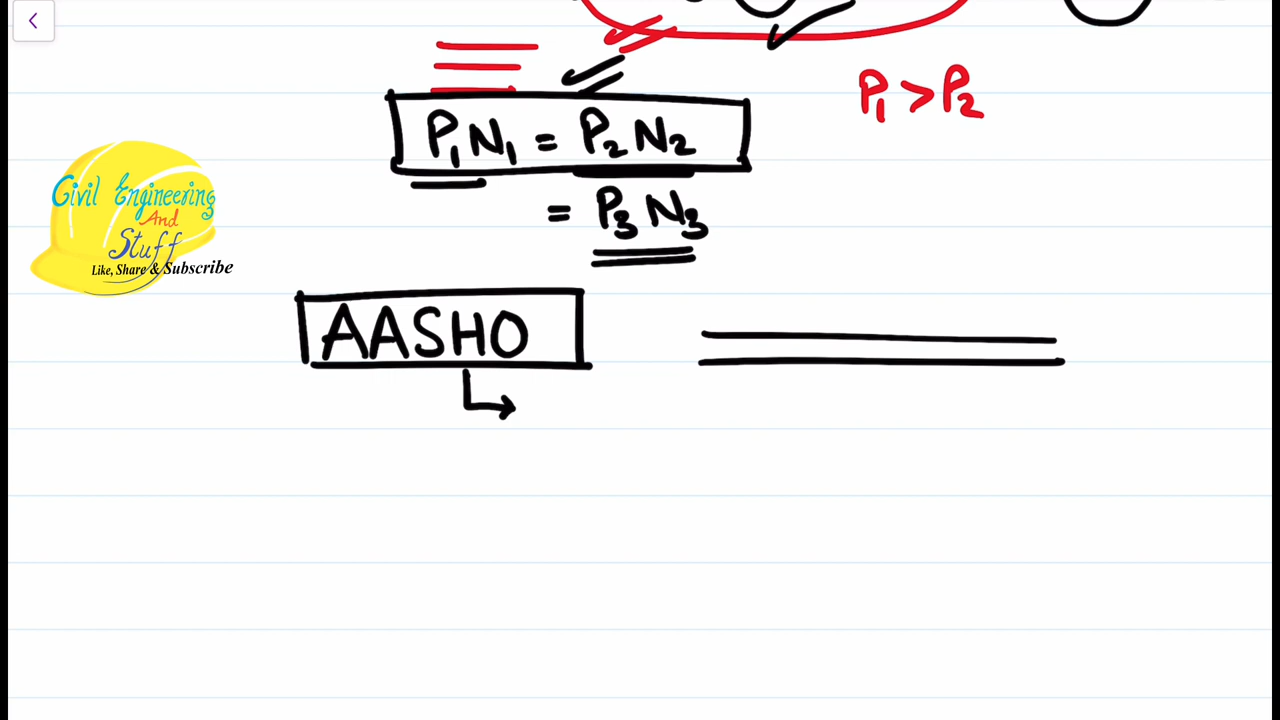 P₁ > P₂
P₁N₁ = P₂N₂
= P₃N₃
Civil Engineering
And
Stuff
Like, Share & Subscribe
AASHO